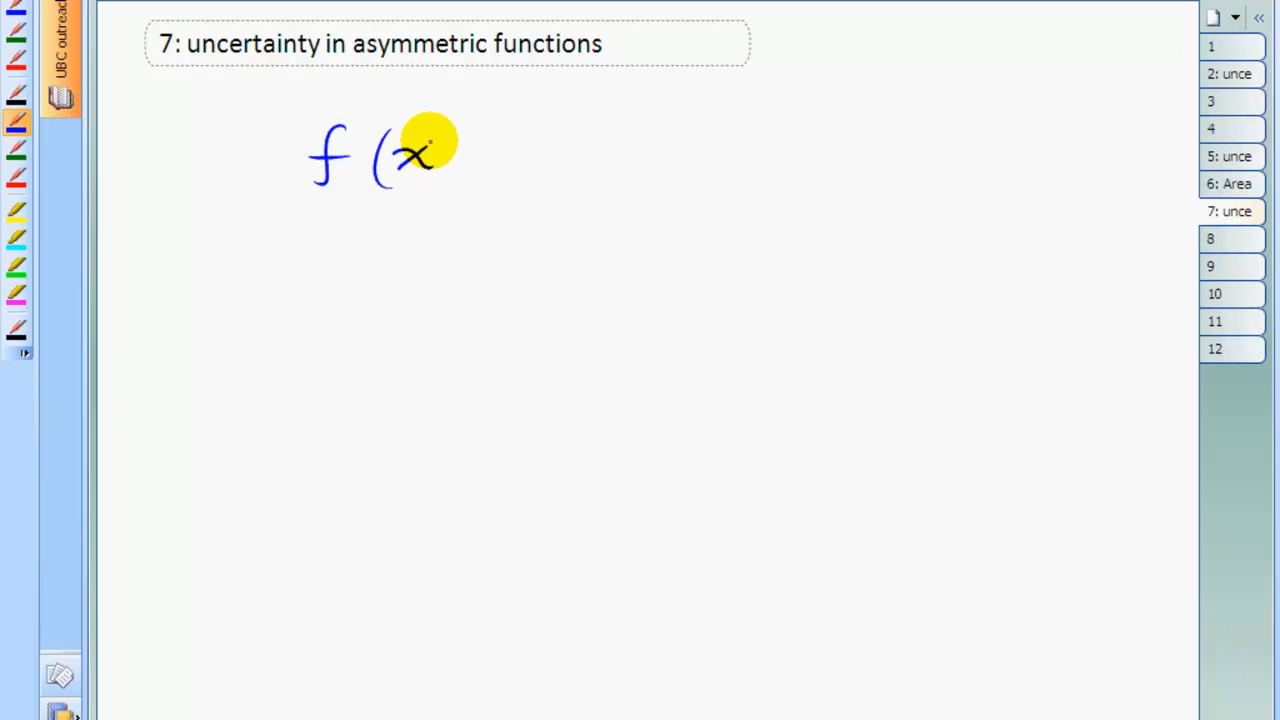 7: uncertainty in asymmetric functions
f (x
UBC outreach
1
2: unce
3
4
5: unce
6: Area
7: unce
8
9
10
11
12